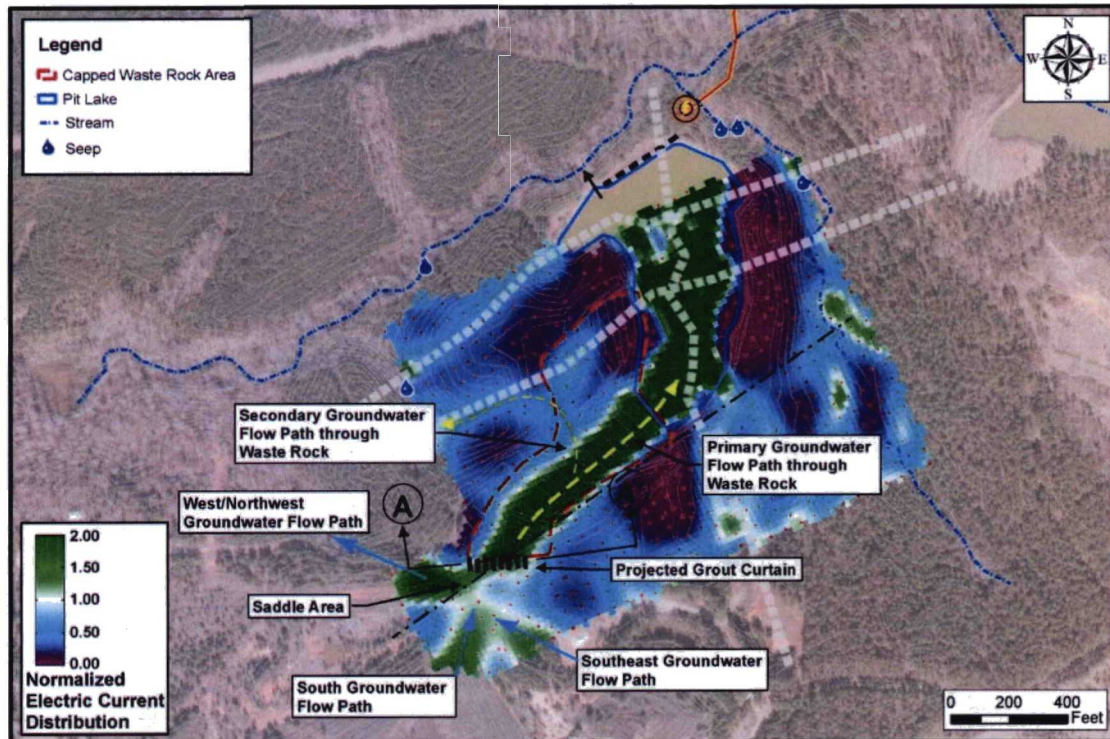 Legend
Capped Waste Rock Area
Pit Lake
Stream
Seep
N
W
E
S
Secondary Groundwater
Flow Path through
Waste Rock
Primary Groundwater
Flow Path through
Waste Rock
West/Northwest
Groundwater Flow Path
A
Projected Grout Curtain
Saddle Area
Southeast Groundwater
Flow Path
South Groundwater
Flow Path
2.00
1.50
1.00
0.50
0.00
Normalized
Electric Current
Distribution
0 200 400
Feet